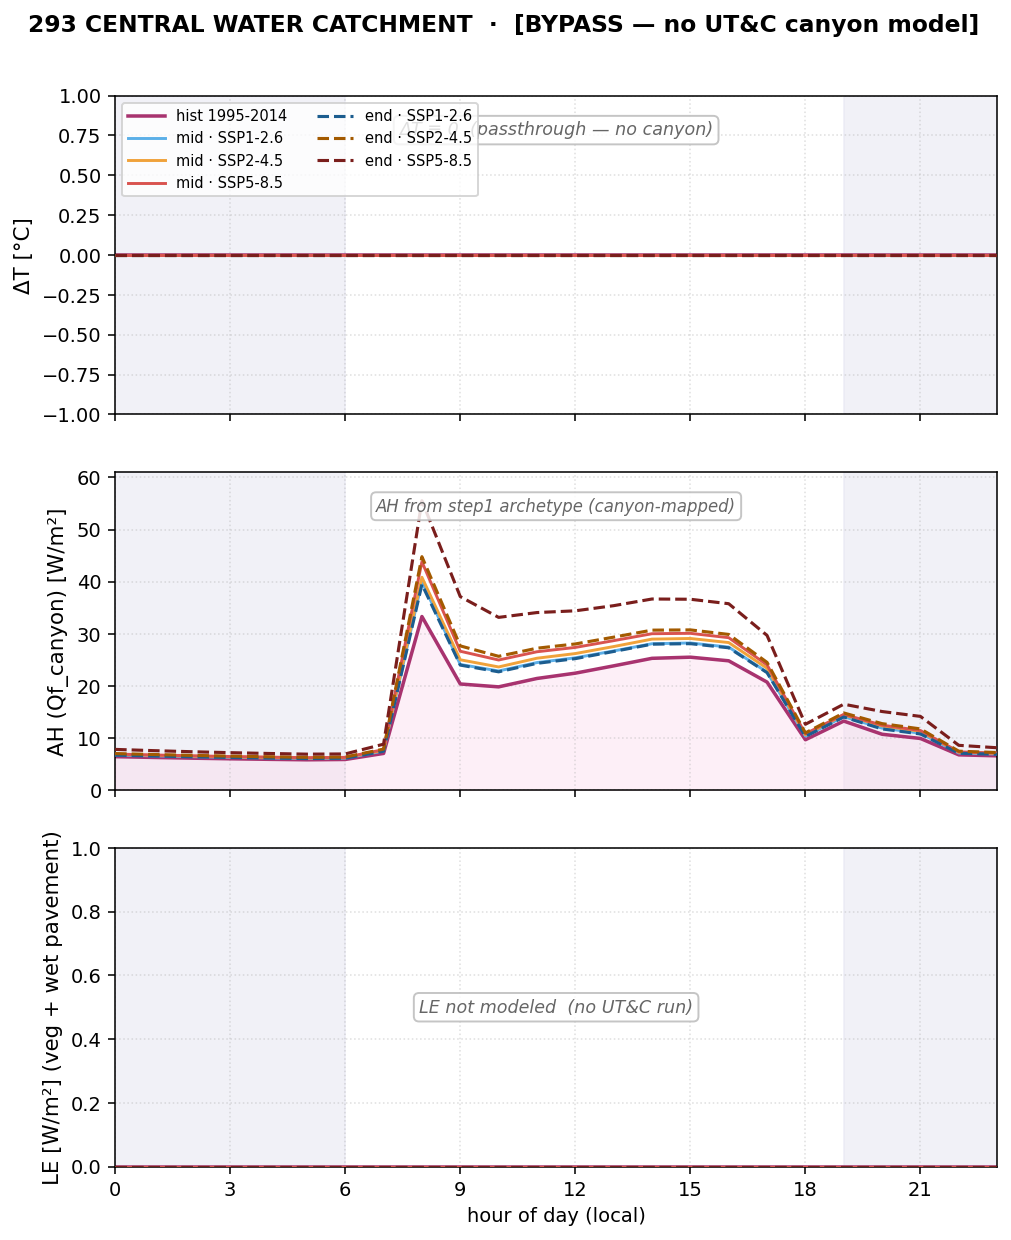 293 CENTRAL WATER CATCHMENT · [BYPASS — no UT&C canyon model]
1.00
0.75
0.50
0.25
0.00
−0.25
−0.50
−0.75
−1.00
ΔT [°C]
hist 1995-2014
mid · SSP1-2.6
mid · SSP2-4.5
mid · SSP5-8.5
end · SSP1-2.6
end · SSP2-4.5
end · SSP5-8.5
(passthrough — no canyon)
60
50
40
30
20
10
0
AH (Qf_canyon) [W/m²]
AH from step1 archetype (canyon-mapped)
1.0
0.8
0.6
0.4
0.2
0.0
LE [W/m²] (veg + wet pavement)
LE not modeled (no UT&C run)
0 3 6 9 12 15 18 21
hour of day (local)